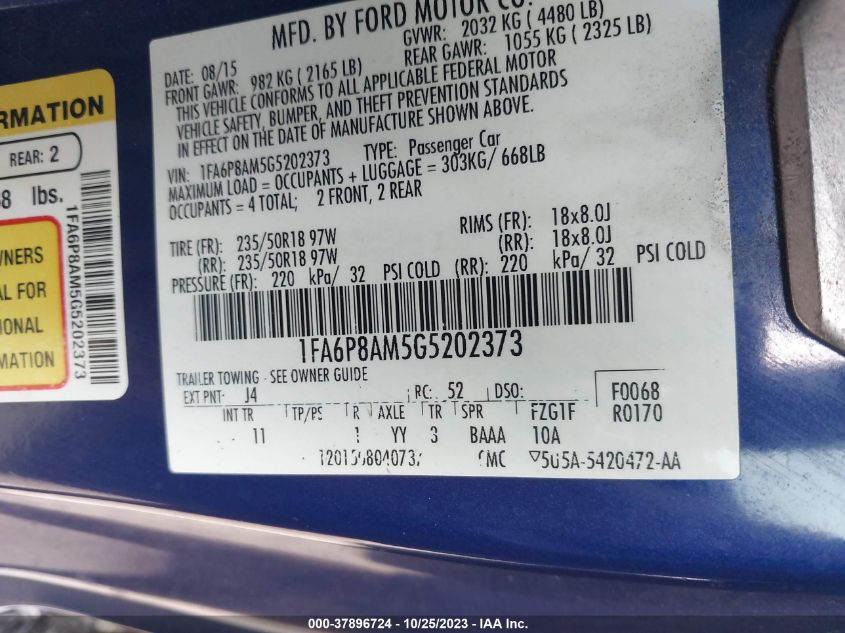 MFD. BY FORD MOTOR CO.
GVWR: 2032 KG ( 4480 LB)
DATE: 08/15
FRONT GAWR: 982 KG ( 2165 LB)
REAR GAWR: 1055 KG ( 2325 LB)
THIS VEHICLE CONFORMS TO ALL APPLICABLE FEDERAL MOTOR
VEHICLE SAFETY, BUMPER, AND THEFT PREVENTION STANDARDS
IN EFFECT ON THE DATE OF MANUFACTURE SHOWN ABOVE.
VIN: 1FA6P8AM5G5202373 TYPE: Passenger Car
MAXIMUM LOAD = OCCUPANTS + LUGGAGE = 303KG/ 668LB
OCCUPANTS = 4 TOTAL; 2 FRONT, 2 REAR
TIRE (FR): 235/50R18 97W RIMS (FR): 18x8.0J
(RR): 235/50R18 97W (RR): 18x8.0J
PRESSURE (FR): 220 kPa/ 32 PSI COLD (RR): 220 kPa/ 32 PSI COLD
1FA6P8AM5G5202373
TRAILER TOWING - SEE OWNER GUIDE
EXT PNT: J4 RC: 52 DSO: F0068
INT TR TP/PS R AXLE TR SPR FZGTF R0170
11 1 YY 3 BAAA 10A
MC 5U5A-5420472-AA
RMATION
REAR: 2
8 lbs.
WNERS
AL FOR
IONAL
MATION
1FA6P8AM5G5202373
000-37896724 - 10/25/2023 - IAA Inc.